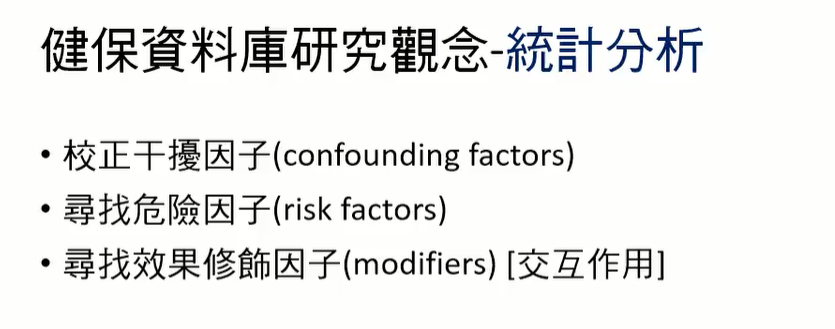 健保資料庫研究觀念-統計分析
• 校正干擾因子(confounding factors)
• 尋找危險因子(risk factors)
• 尋找效果修飾因子(modifiers) [交互作用]